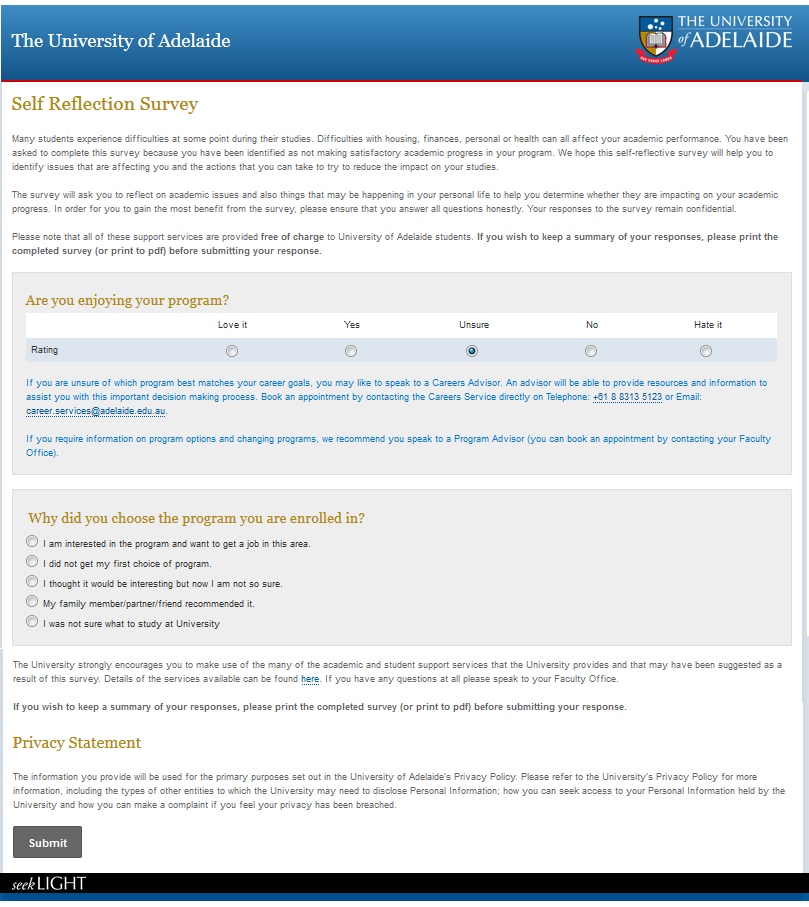 The University of Adelaide
THE UNIVERSITY
of ADELAIDE
Self Reflection Survey
Many students experience difficulties at some point during their studies. Difficulties with housing, finances, personal or health can all affect your academic performance. You have been
asked to complete this survey because you have been identified as not making satisfactory academic progress in your program. We hope this self-reflective survey will help you to
identify issues that are affecting you and the actions that you can take to try to reduce the impact on your studies.
The survey will ask you to reflect on academic issues and also things that may be happening in your personal life to help you determine whether they are impacting on your academic
progress. In order for you to gain the most benefit from the survey, please ensure that you answer all questions honestly. Your responses to the survey remain confidential.
Please note that all of these support services are provided free of charge to University of Adelaide students. If you wish to keep a summary of your responses, please print the
completed survey (or print to pdf) before submitting your response.
Are you enjoying your program?
Love it Yes Unsure No Hate it
Rating
If you are unsure of which program best matches your career goals, you may like to speak to a Careers Advisor. An advisor will be able to provide resources and information to
assist you with this important decision making process. Book an appointment by contacting the Careers Service directly on Telephone: +61 8 8313 5123 or Email:
career.services@adelaide.edu.au.
If you require information on program options and changing programs, we recommend you speak to a Program Advisor (you can book an appointment by contacting your Faculty
Office).
Why did you choose the program you are enrolled in?
I am interested in the program and want to get a job in this area.
I did not get my first choice of program.
I thought it would be interesting but now I am not so sure.
My family member/partner/friend recommended it.
I was not sure what to study at University
The University strongly encourages you to make use of the many of the academic and student support services that the University provides and that may have been suggested as a
result of this survey. Details of the services available can be found here. If you have any questions at all please speak to your Faculty Office.
If you wish to keep a summary of your responses, please print the completed survey (or print to pdf) before submitting your response.
Privacy Statement
The information you provide will be used for the primary purposes set out in the University of Adelaide's Privacy Policy. Please refer to the University's Privacy Policy for more
information, including the types of other entities to which the University may need to disclose Personal Information; how you can seek access to your Personal Information held by the
University and how you can make a complaint if you feel your privacy has been breached.
Submit
seek LIGHT